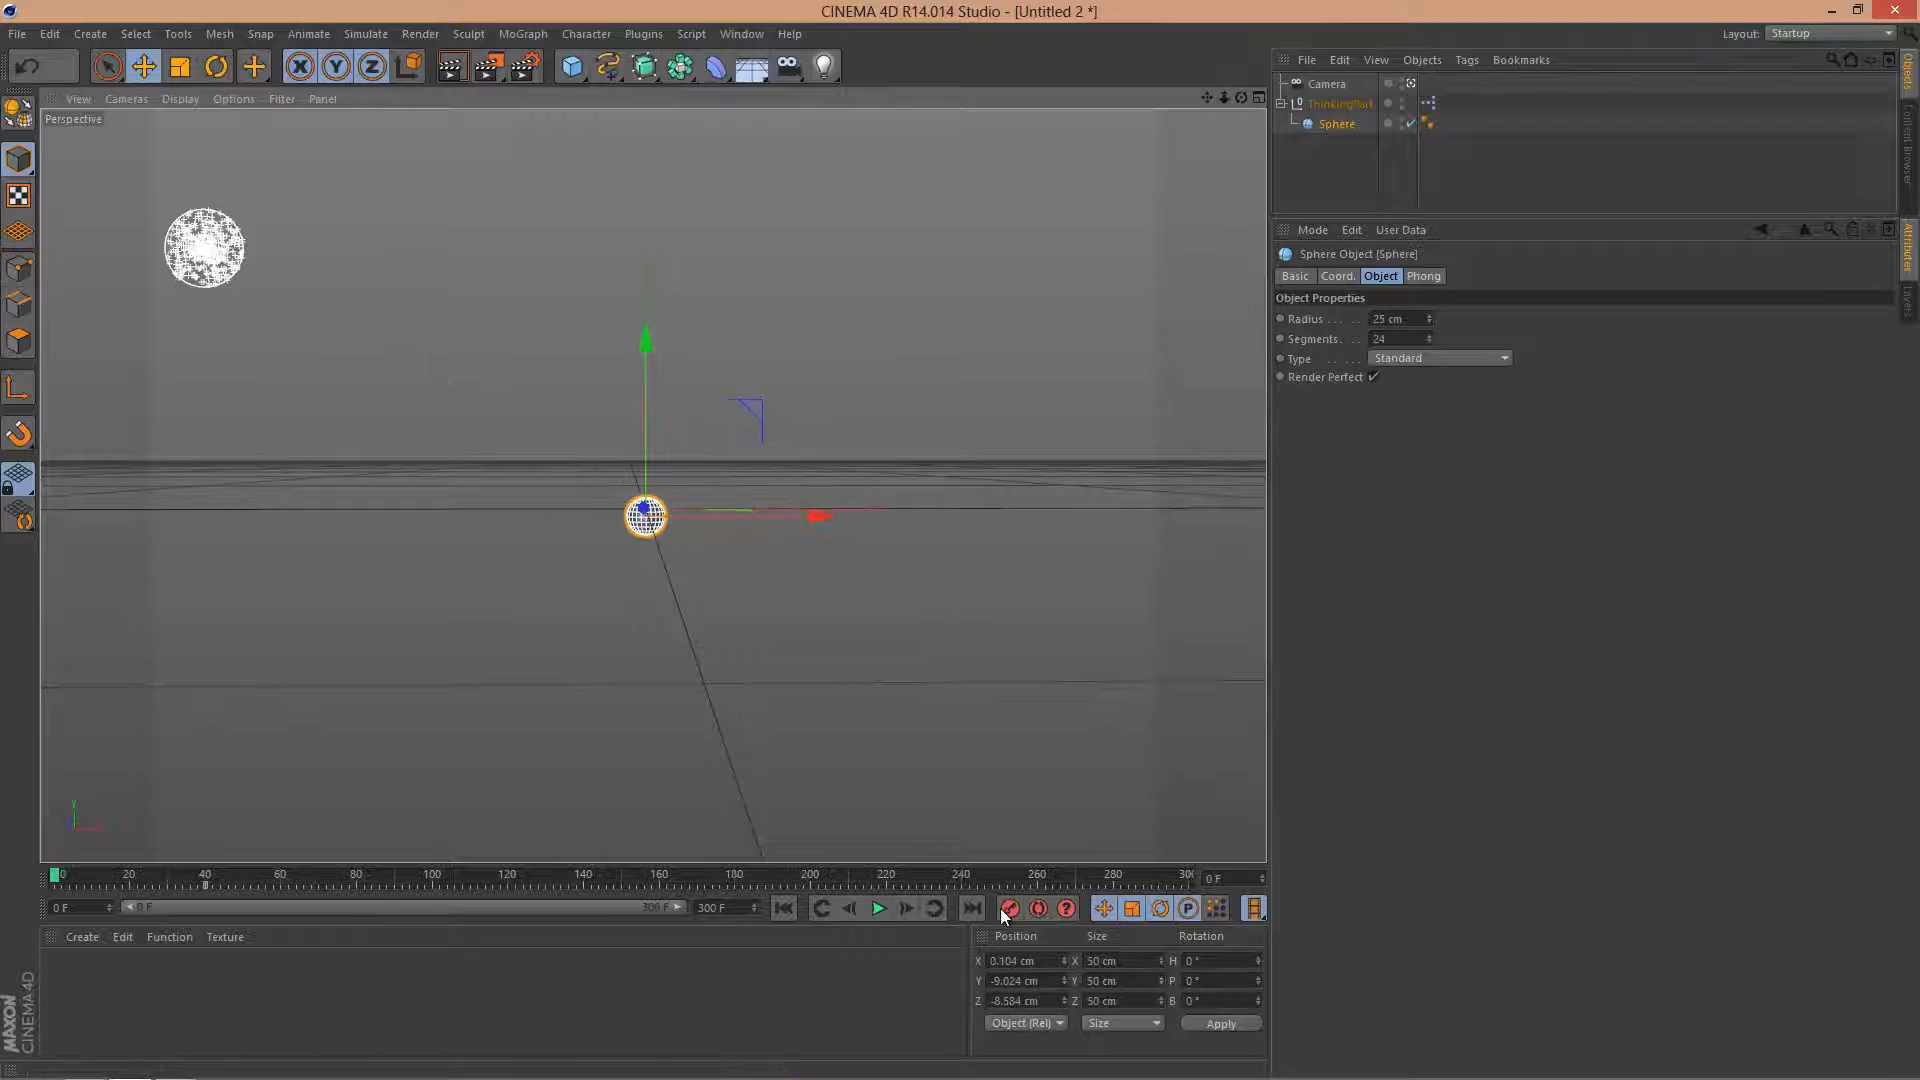 CINEMA 4D R14.014 Studio - [Untitled 2 *]
File Edit Create Select Tools Mesh Snap Animate Simulate Render Sculpt MoGraph Character Plugins Script Window Help
Layout: Startup
X Y Z
File Edit View Objects Tags Bookmarks
View Cameras Display Options Filter Panel
Perspective
Camera
ThinkingPart
Sphere
Objects
Content Browser
Mode Edit User Data
Sphere Object [Sphere]
Basic Coord. Object Phong
Object Properties
Radius . . . . 25 cm
Segments. . . 24
Type . . . . . Standard
Render Perfect
Attributes
Layers
Y
0 20 40 60 80 100 120 140 160 180 200 220 240 260 280 300
0 F
0 F 0 F 300 F 300 F
P
Create Edit Function Texture
Position Size Rotation
X 0.104 cm X 50 cm H 0 °
Y -9.024 cm Y 50 cm P 0 °
Z -8.584 cm Z 50 cm B 0 °
Object (Rel) Size Apply
MAXON
CINEMA 4D